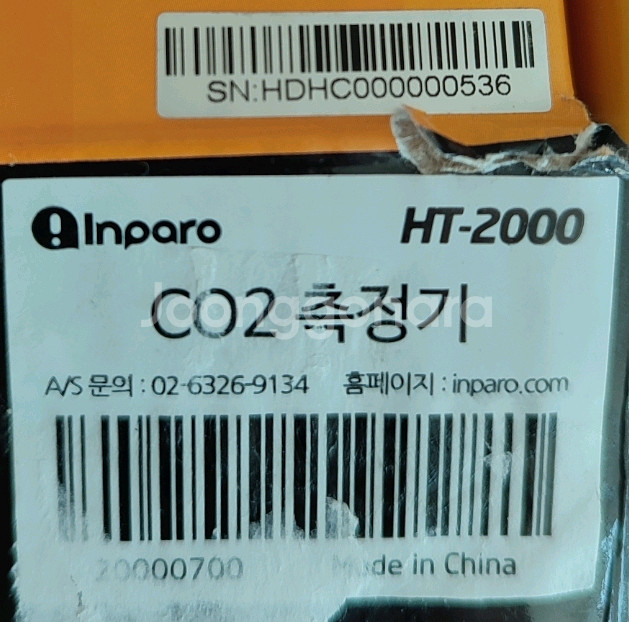 SN:HDHC000000536
Inparo HT-2000
CO2 측정기
Joonggonara
A/S 문의 : 02-6326-9134 홈페이지 : inparo.com
20000700 Made in China